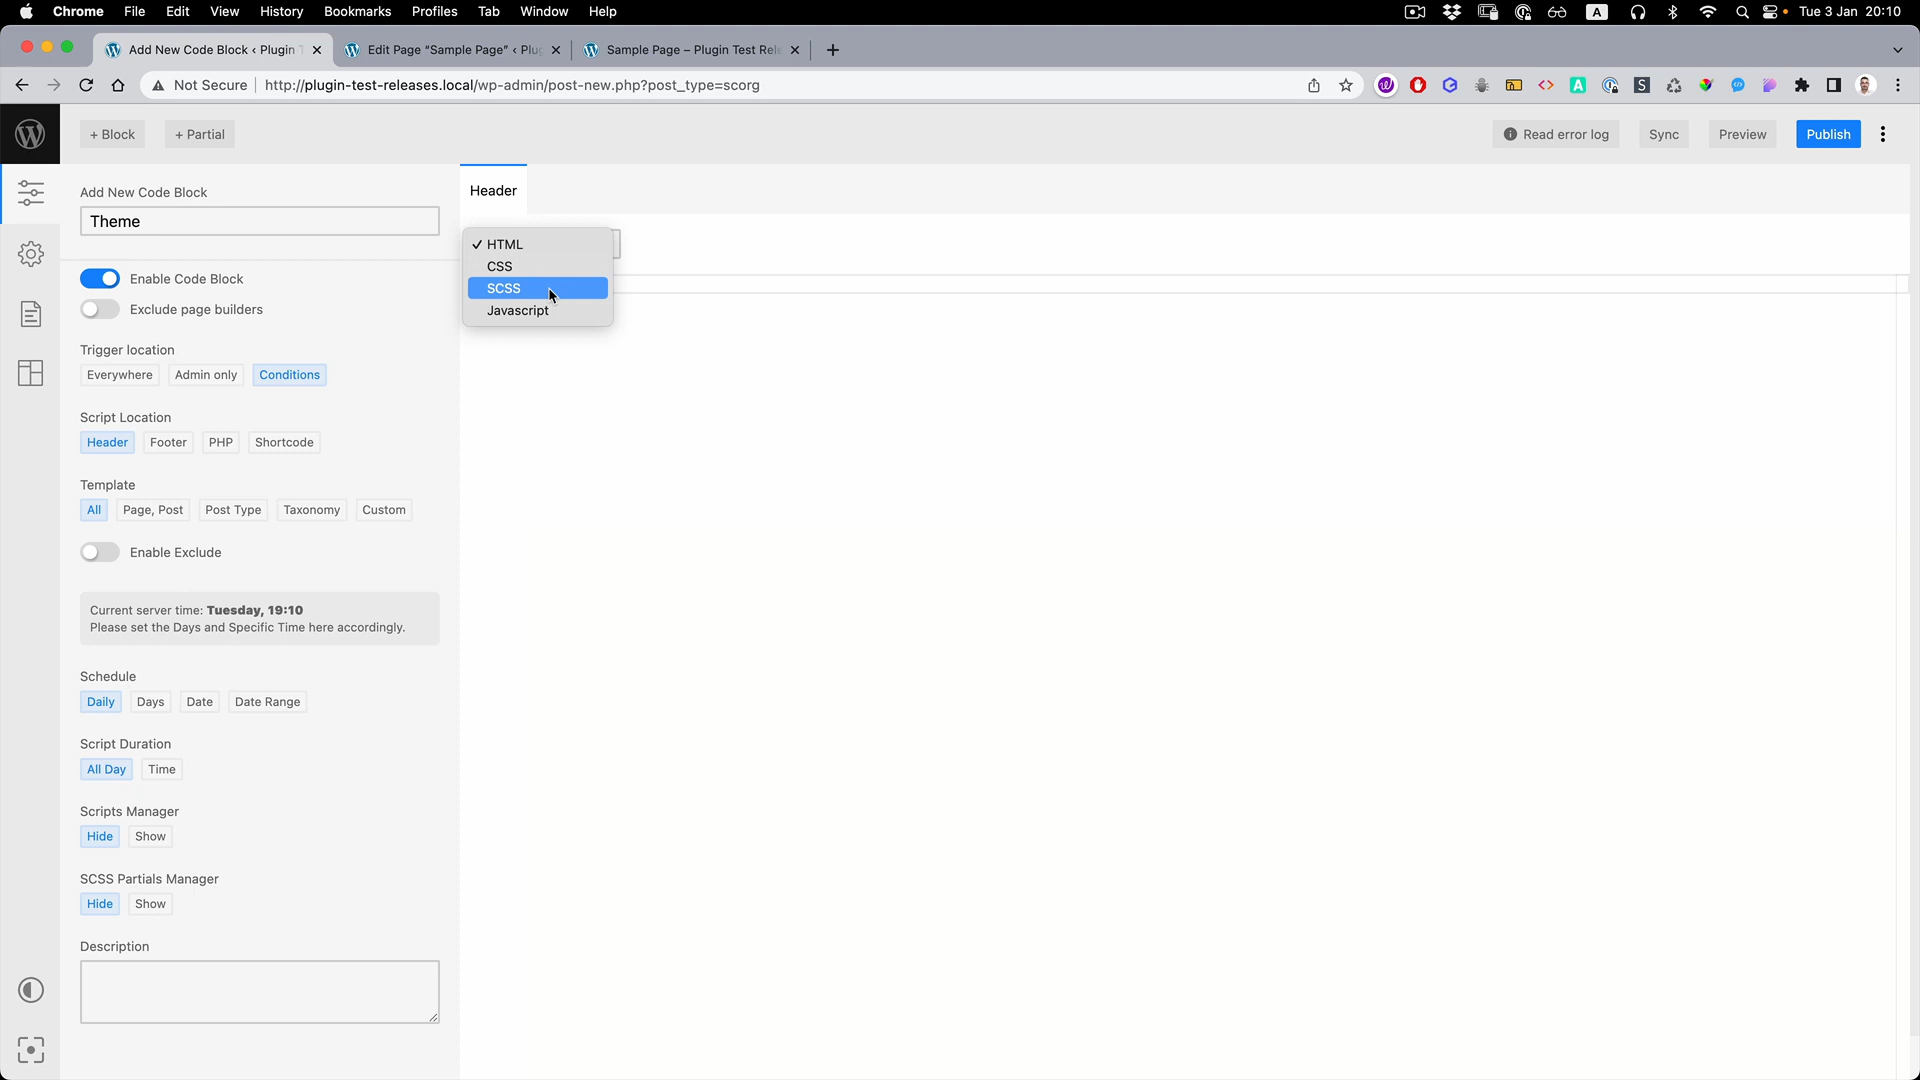 Chrome File Edit View History Bookmarks Profiles Tab Window Help
A Tue 3 Jan 20:10
Add New Code Block ‹ Plugin T
Edit Page “Sample Page” ‹ Plug
Sample Page – Plugin Test Rele
Not Secure http://plugin-test-releases.local/wp-admin/post-new.php?post_type=scorg
+ Block + Partial
Read error log Sync Preview Publish
Add New Code Block
Theme
Header
✓ HTML
CSS
SCSS
Javascript
Enable Code Block
Exclude page builders
Trigger location
Everywhere Admin only Conditions
Script Location
Header Footer PHP Shortcode
Template
All Page, Post Post Type Taxonomy Custom
Enable Exclude
Current server time: Tuesday, 19:10
Please set the Days and Specific Time here accordingly.
Schedule
Daily Days Date Date Range
Script Duration
All Day Time
Scripts Manager
Hide Show
SCSS Partials Manager
Hide Show
Description